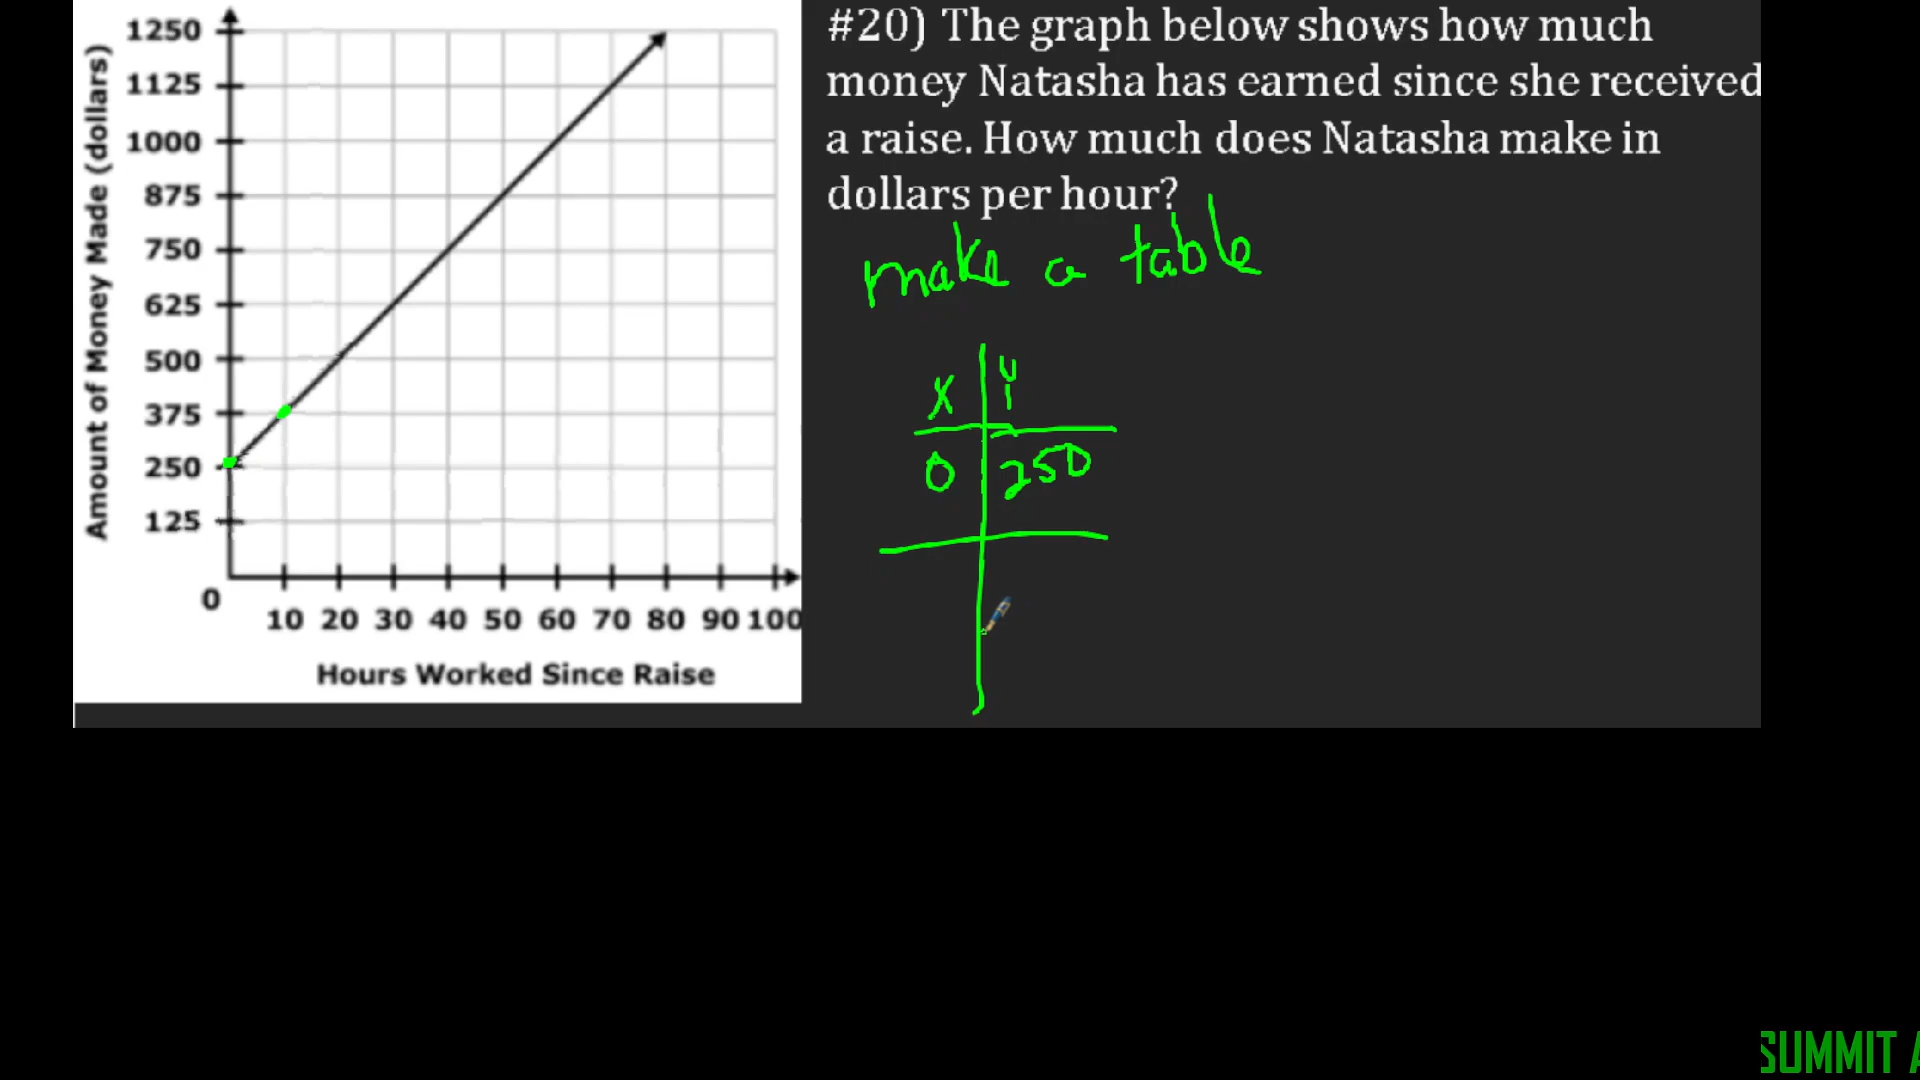 #20) The graph below shows how much
money Natasha has earned since she received
a raise. How much does Natasha make in
dollars per hour?
make a table
X Y
0 250
Amount of Money Made (dollars)
1250
1125
1000
875
750
625
500
375
250
125
0
10 20 30 40 50 60 70 80 90 100
Hours Worked Since Raise
SUMMIT